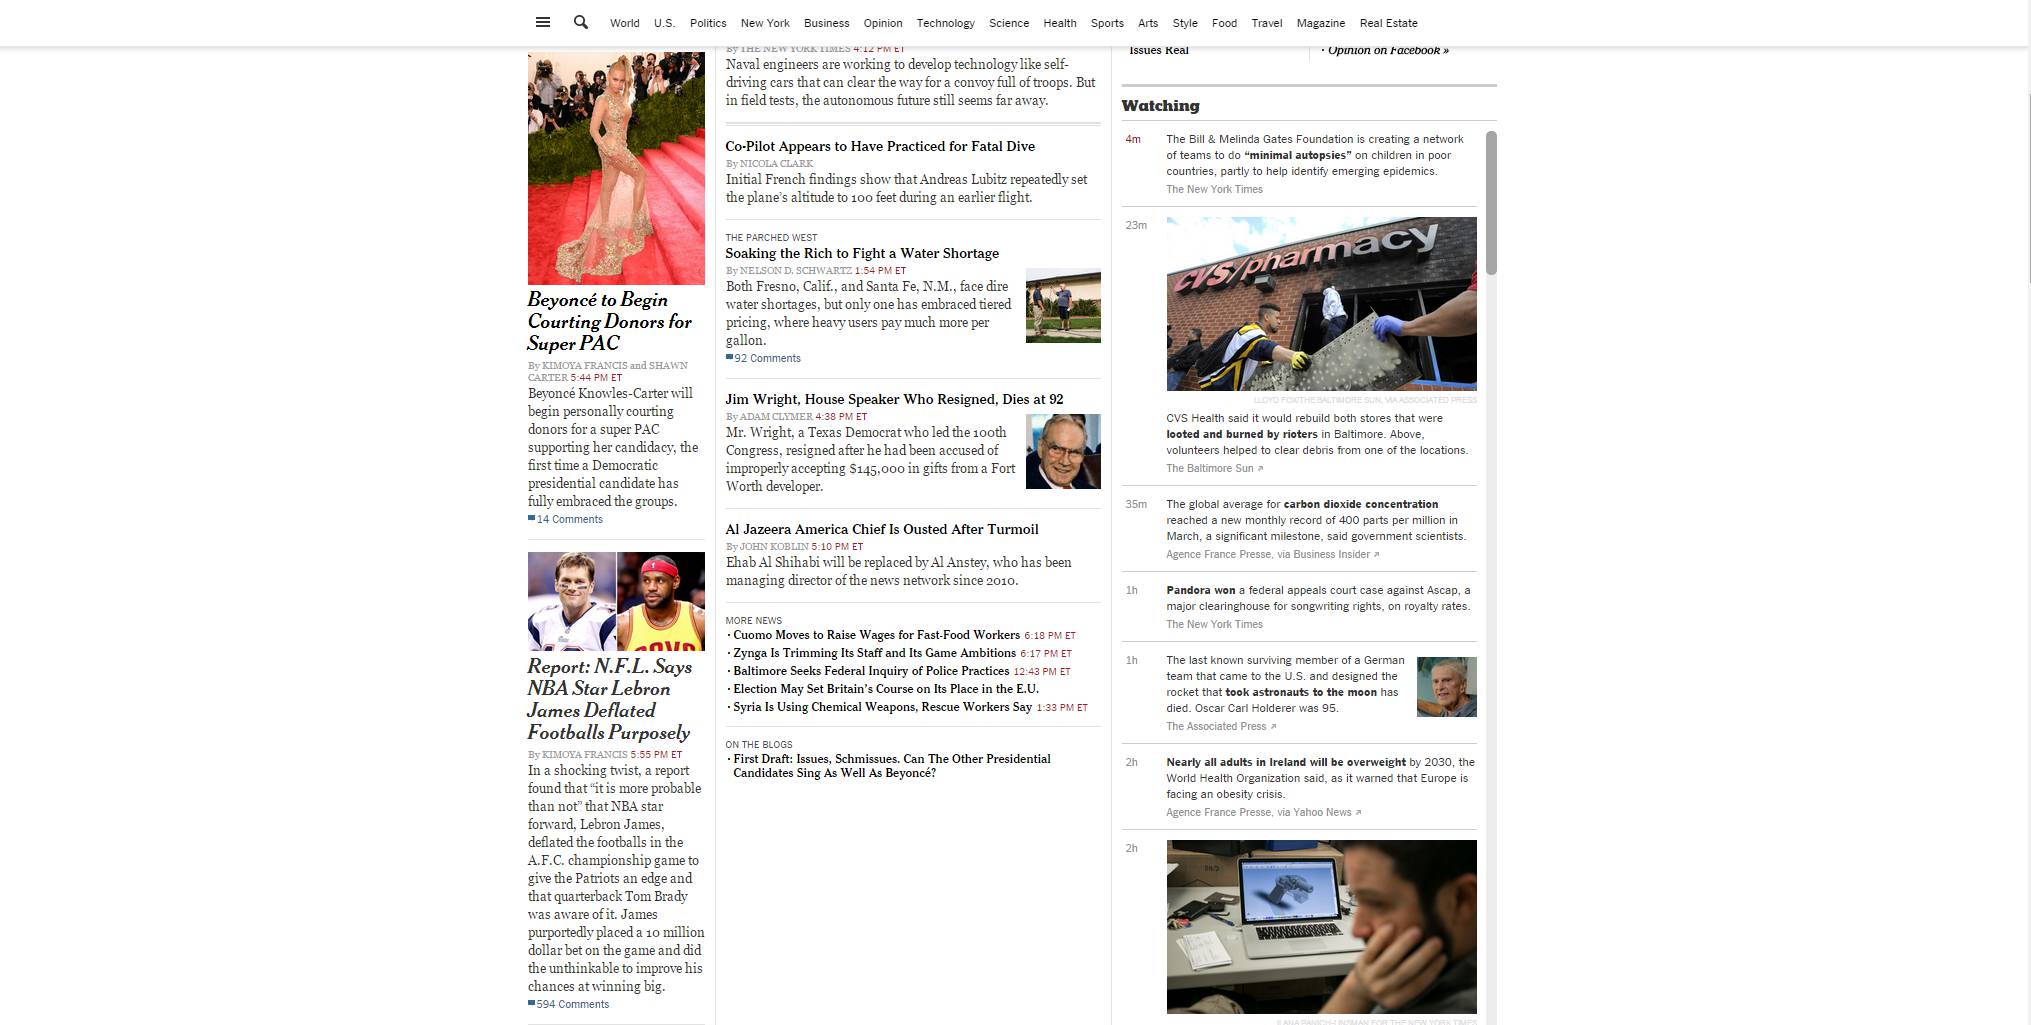 World U.S. Politics New York Business Opinion Technology Science Health Sports Arts Style Food Travel Magazine Real Estate
Beyoncé to Begin
Courting Donors for
Super PAC
By KIMOYA FRANCIS and SHAWN
CARTER 5:44 PM ET
Beyoncé Knowles-Carter will
begin personally courting
donors for a super PAC
supporting her candidacy, the
first time a Democratic
presidential candidate has
fully embraced the groups.
14 Comments
Report: N.F.L. Says
NBA Star Lebron
James Deflated
Footballs Purposely
By KIMOYA FRANCIS 5:55 PM ET
In a shocking twist, a report
found that “it is more probable
than not” that NBA star
forward, Lebron James,
deflated the footballs in the
A.F.C. championship game to
give the Patriots an edge and
that quarterback Tom Brady
was aware of it. James
purportedly placed a 10 million
dollar bet on the game and did
the unthinkable to improve his
chances at winning big.
594 Comments
By THE NEW YORK TIMES 4:12 PM ET
Naval engineers are working to develop technology like self-
driving cars that can clear the way for a convoy full of troops. But
in field tests, the autonomous future still seems far away.
Co-Pilot Appears to Have Practiced for Fatal Dive
By NICOLA CLARK
Initial French findings show that Andreas Lubitz repeatedly set
the plane’s altitude to 100 feet during an earlier flight.
THE PARCHED WEST
Soaking the Rich to Fight a Water Shortage
By NELSON D. SCHWARTZ 1:54 PM ET
Both Fresno, Calif., and Santa Fe, N.M., face dire
water shortages, but only one has embraced tiered
pricing, where heavy users pay much more per
gallon.
92 Comments
Jim Wright, House Speaker Who Resigned, Dies at 92
By ADAM CLYMER 4:38 PM ET
Mr. Wright, a Texas Democrat who led the 100th
Congress, resigned after he had been accused of
improperly accepting $145,000 in gifts from a Fort
Worth developer.
Al Jazeera America Chief Is Ousted After Turmoil
By JOHN KOBLIN 5:10 PM ET
Ehab Al Shihabi will be replaced by Al Anstey, who has been
managing director of the news network since 2010.
MORE NEWS
· Cuomo Moves to Raise Wages for Fast-Food Workers 6:18 PM ET
· Zynga Is Trimming Its Staff and Its Game Ambitions 6:17 PM ET
· Baltimore Seeks Federal Inquiry of Police Practices 12:43 PM ET
· Election May Set Britain’s Course on Its Place in the E.U.
· Syria Is Using Chemical Weapons, Rescue Workers Say 1:33 PM ET
ON THE BLOGS
· First Draft: Issues, Schmissues. Can The Other Presidential
Candidates Sing As Well As Beyoncé?
Issues Real
· Opinion on Facebook »
Watching
4m
The Bill & Melinda Gates Foundation is creating a network
of teams to do “minimal autopsies” on children in poor
countries, partly to help identify emerging epidemics.
The New York Times
23m
CVS/pharmacy
LLOYD FOX/THE BALTIMORE SUN, VIA ASSOCIATED PRESS
CVS Health said it would rebuild both stores that were
looted and burned by rioters in Baltimore. Above,
volunteers helped to clear debris from one of the locations.
The Baltimore Sun
35m
The global average for carbon dioxide concentration
reached a new monthly record of 400 parts per million in
March, a significant milestone, said government scientists.
Agence France Presse, via Business Insider
1h
Pandora won a federal appeals court case against Ascap, a
major clearinghouse for songwriting rights, on royalty rates.
The New York Times
1h
The last known surviving member of a German
team that came to the U.S. and designed the
rocket that took astronauts to the moon has
died. Oscar Carl Holderer was 95.
The Associated Press
2h
Nearly all adults in Ireland will be overweight by 2030, the
World Health Organization said, as it warned that Europe is
facing an obesity crisis.
Agence France Presse, via Yahoo News
2h
ILANA PANICH-LINSMAN FOR THE NEW YORK TIMES